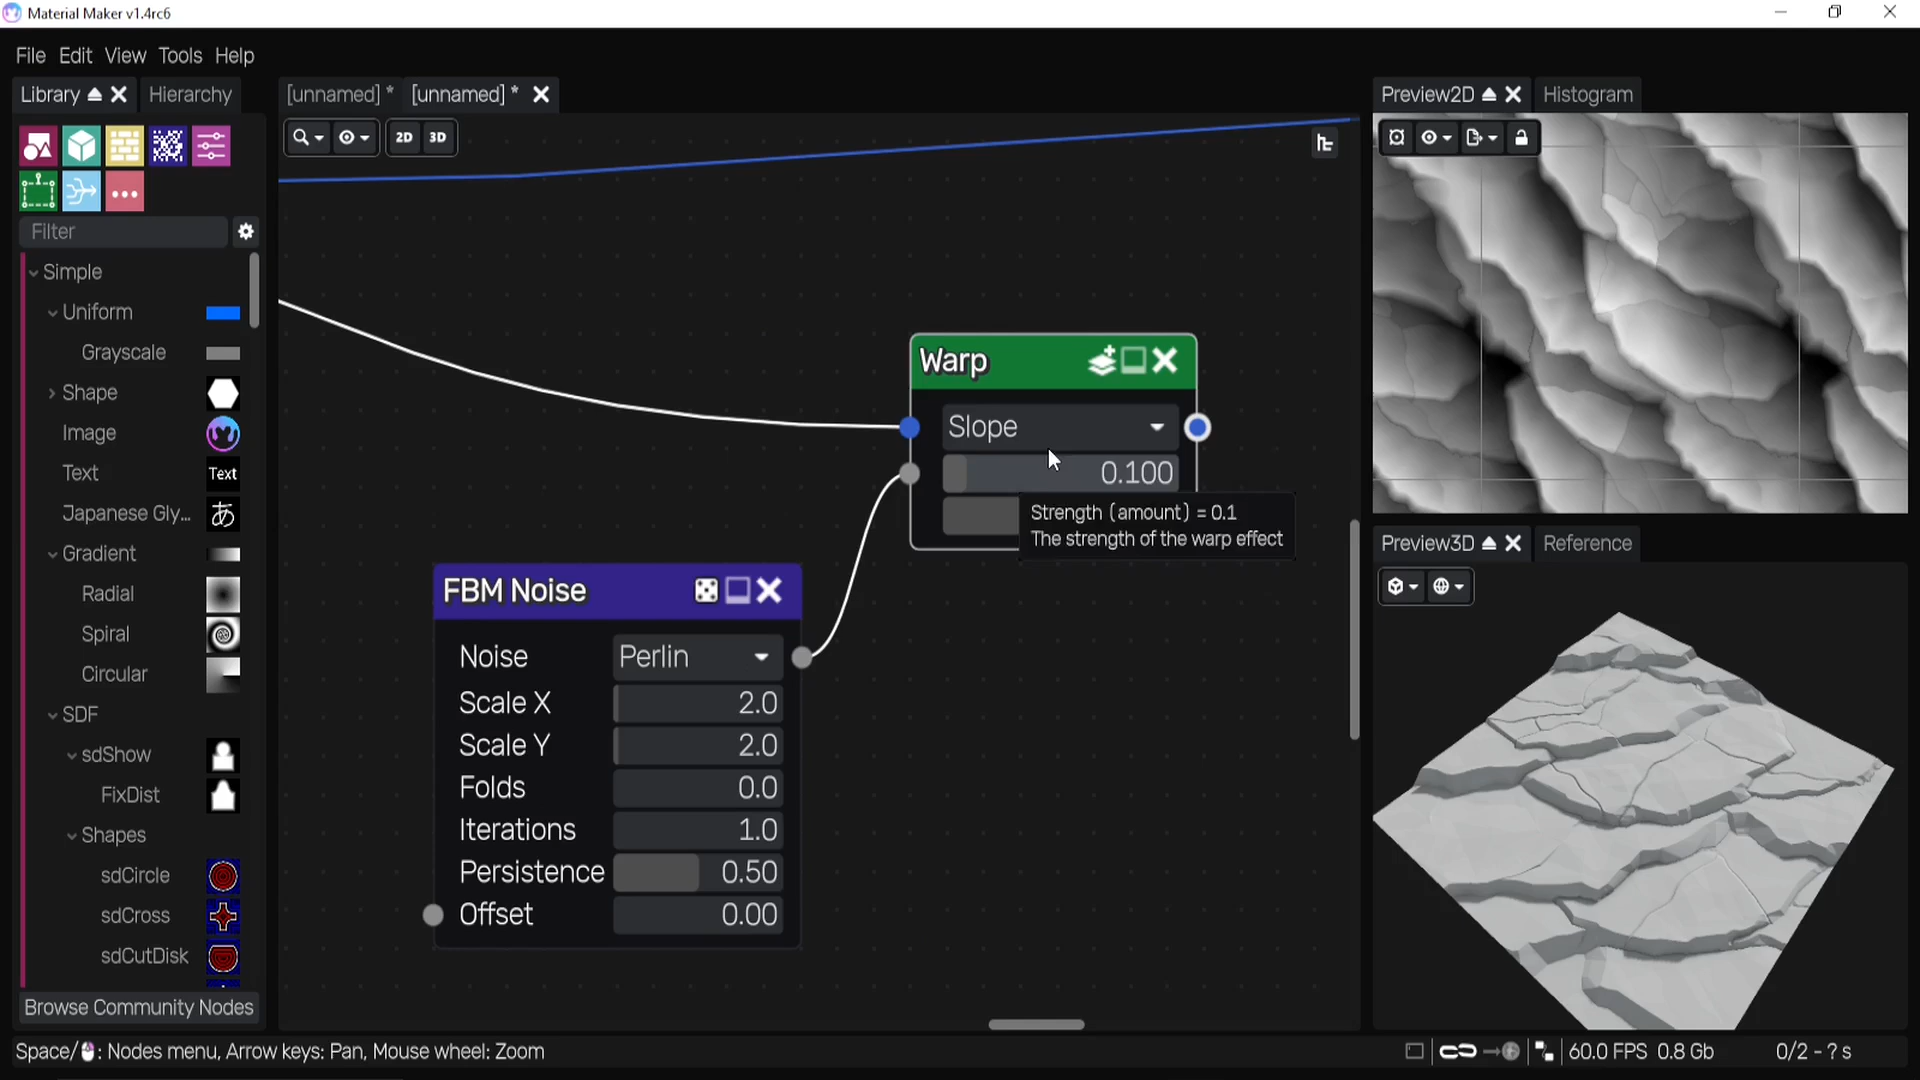 Material Maker v1.4rc6
File Edit View Tools Help
Library Hierarchy
[unnamed] * [unnamed] *
2D 3D
Filter
Simple
Uniform
Grayscale
Shape
Image
Text Text
Japanese Gly... あ
Gradient
Radial
Spiral
Circular
SDF
sdShow
FixDist
Shapes
sdCircle
sdCross
sdCutDisk
Browse Community Nodes
Warp
Slope
0.100
Strength (amount) = 0.1
The strength of the warp effect
FBM Noise
Noise Perlin
Scale X 2.0
Scale Y 2.0
Folds 0.0
Iterations 1.0
Persistence 0.50
Offset 0.00
Preview2D Histogram
Preview3D Reference
Space/ : Nodes menu, Arrow keys: Pan, Mouse wheel: Zoom
60.0 FPS 0.8 Gb 0/2 - ? s